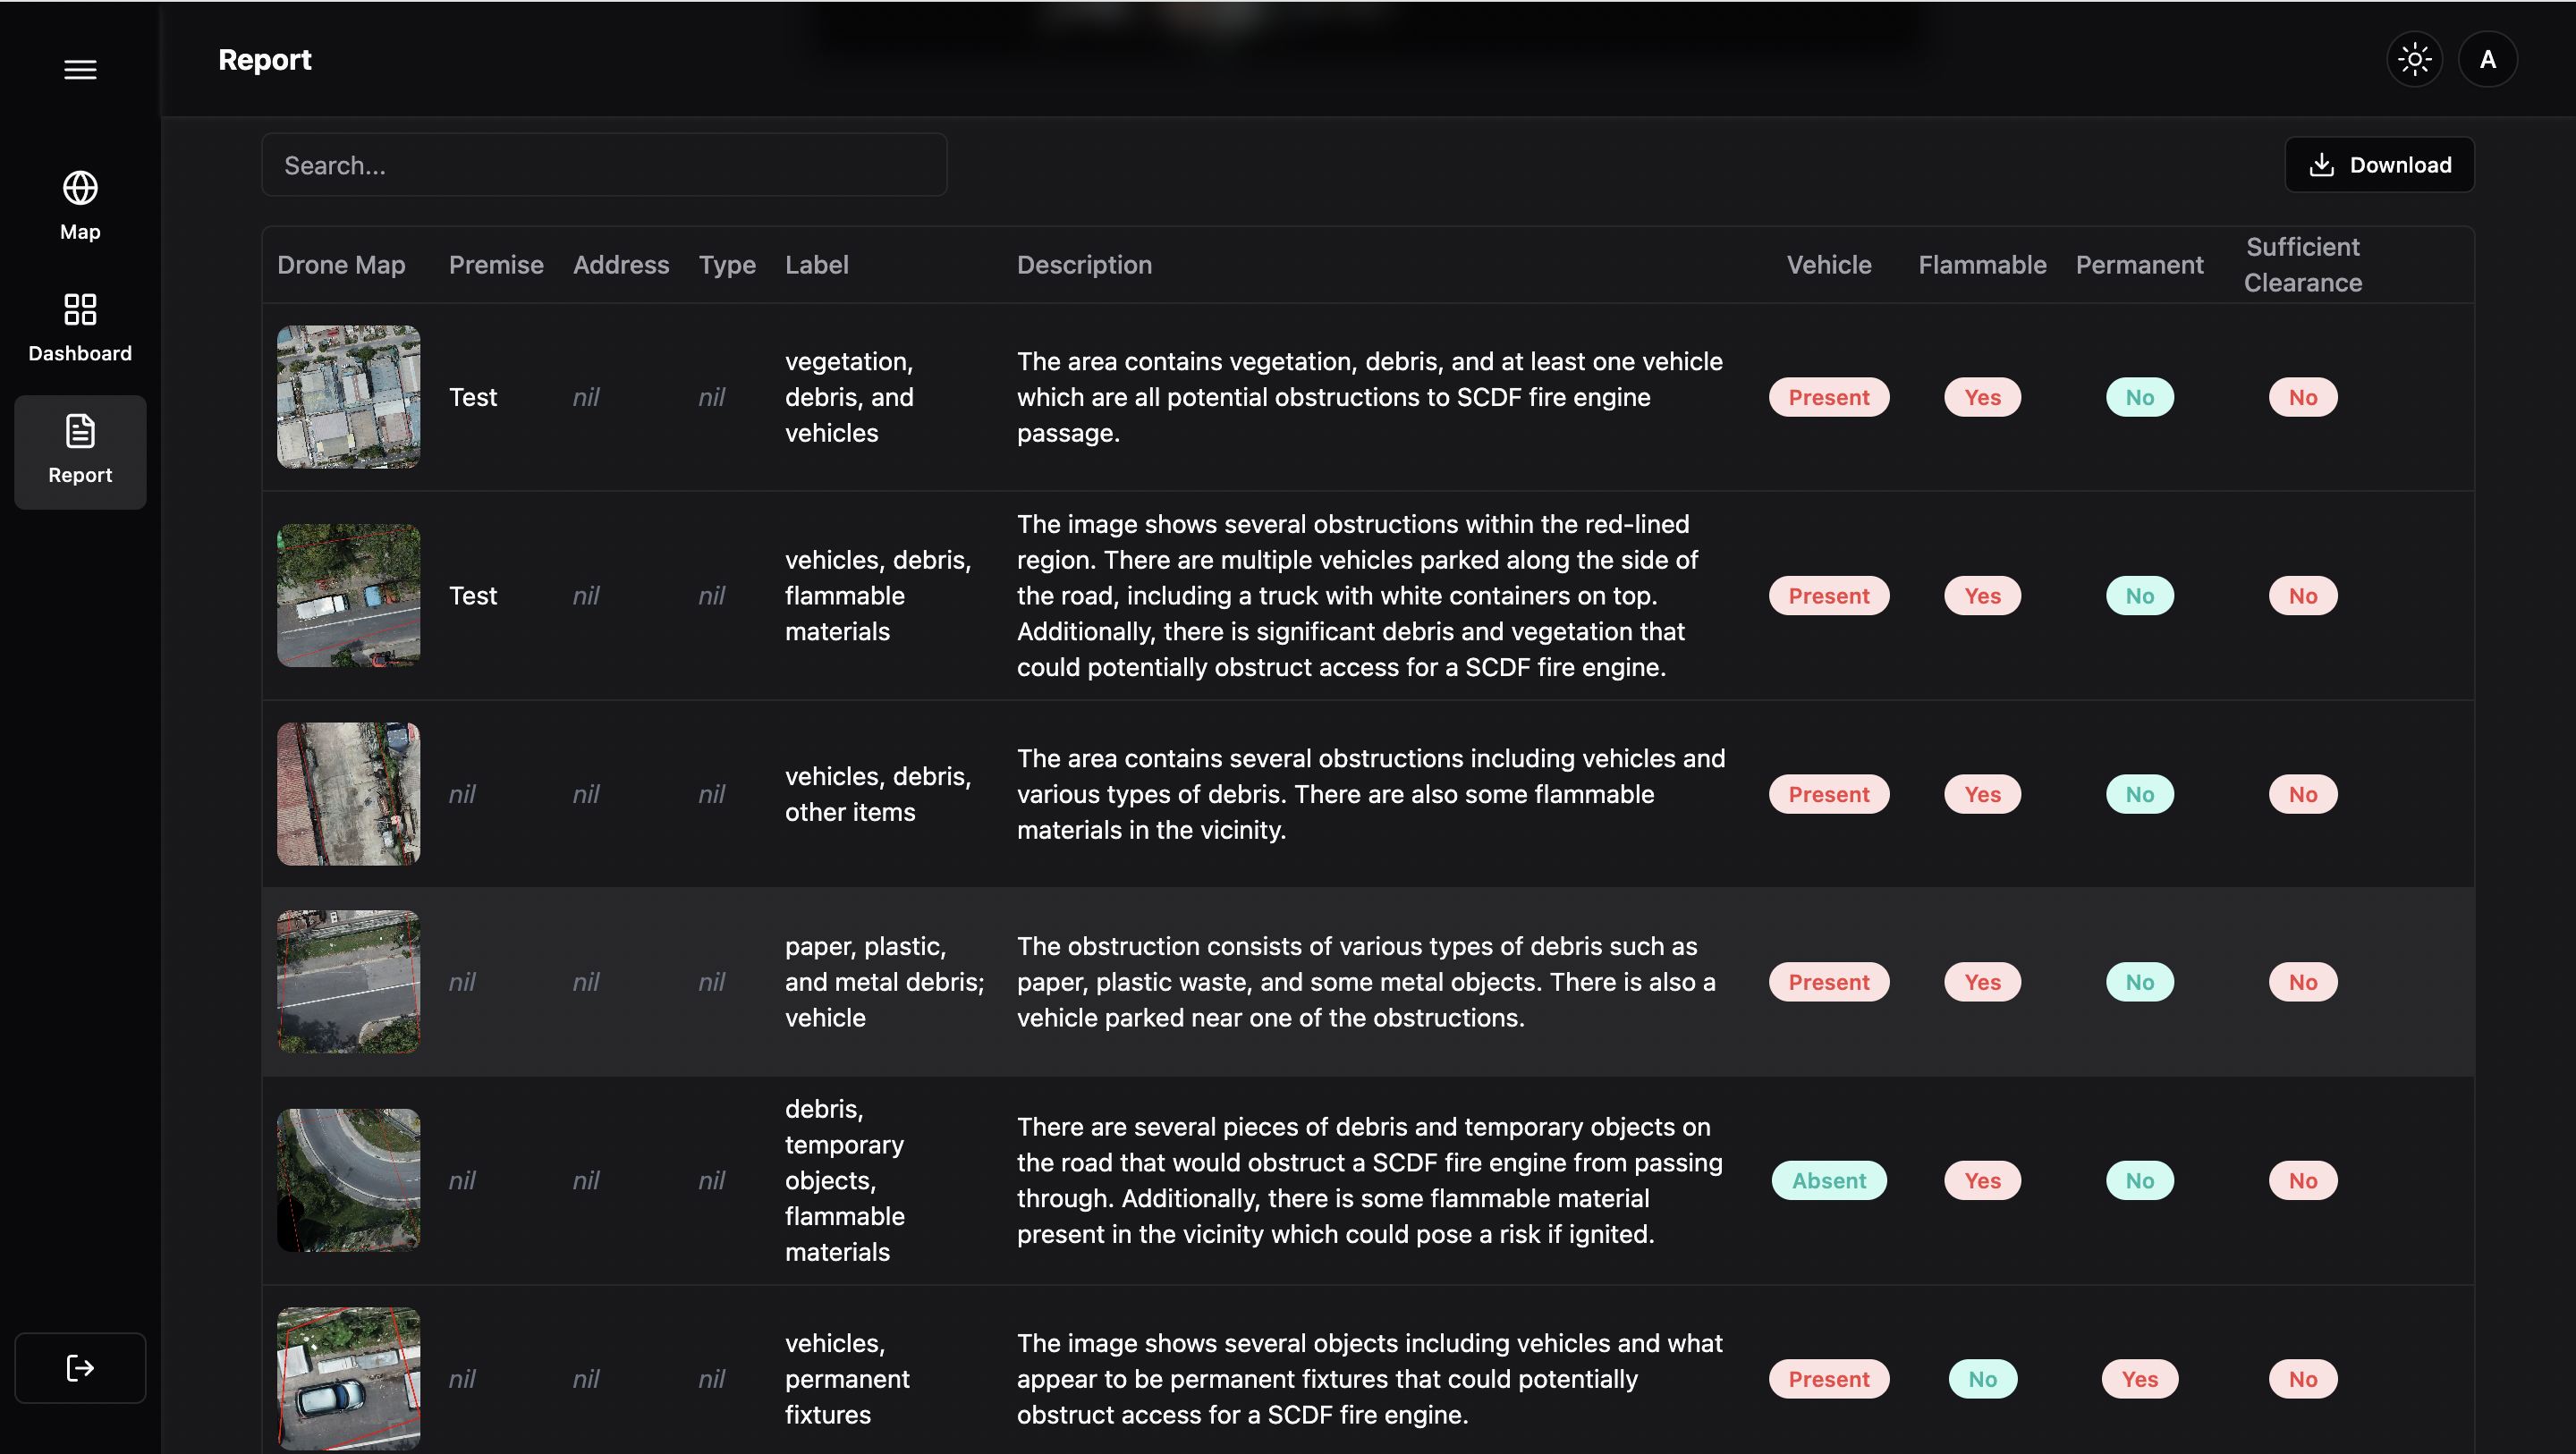 Report
A
Map
Dashboard
Report
Search...
Download
Drone Map Premise Address Type Label Description Vehicle Flammable Permanent Sufficient
Clearance
Test nil nil
vegetation,
debris, and
vehicles
The area contains vegetation, debris, and at least one vehicle
which are all potential obstructions to SCDF fire engine
passage.
Present Yes No No
Test nil nil
vehicles, debris,
flammable
materials
The image shows several obstructions within the red-lined
region. There are multiple vehicles parked along the side of
the road, including a truck with white containers on top.
Additionally, there is significant debris and vegetation that
could potentially obstruct access for a SCDF fire engine.
Present Yes No No
nil nil nil
vehicles, debris,
other items
The area contains several obstructions including vehicles and
various types of debris. There are also some flammable
materials in the vicinity.
Present Yes No No
nil nil nil
paper, plastic,
and metal debris;
vehicle
The obstruction consists of various types of debris such as
paper, plastic waste, and some metal objects. There is also a
vehicle parked near one of the obstructions.
Present Yes No No
nil nil nil
debris,
temporary
objects,
flammable
materials
There are several pieces of debris and temporary objects on
the road that would obstruct a SCDF fire engine from passing
through. Additionally, there is some flammable material
present in the vicinity which could pose a risk if ignited.
Absent Yes No No
nil nil nil
vehicles,
permanent
fixtures
The image shows several objects including vehicles and what
appear to be permanent fixtures that could potentially
obstruct access for a SCDF fire engine.
Present No Yes No